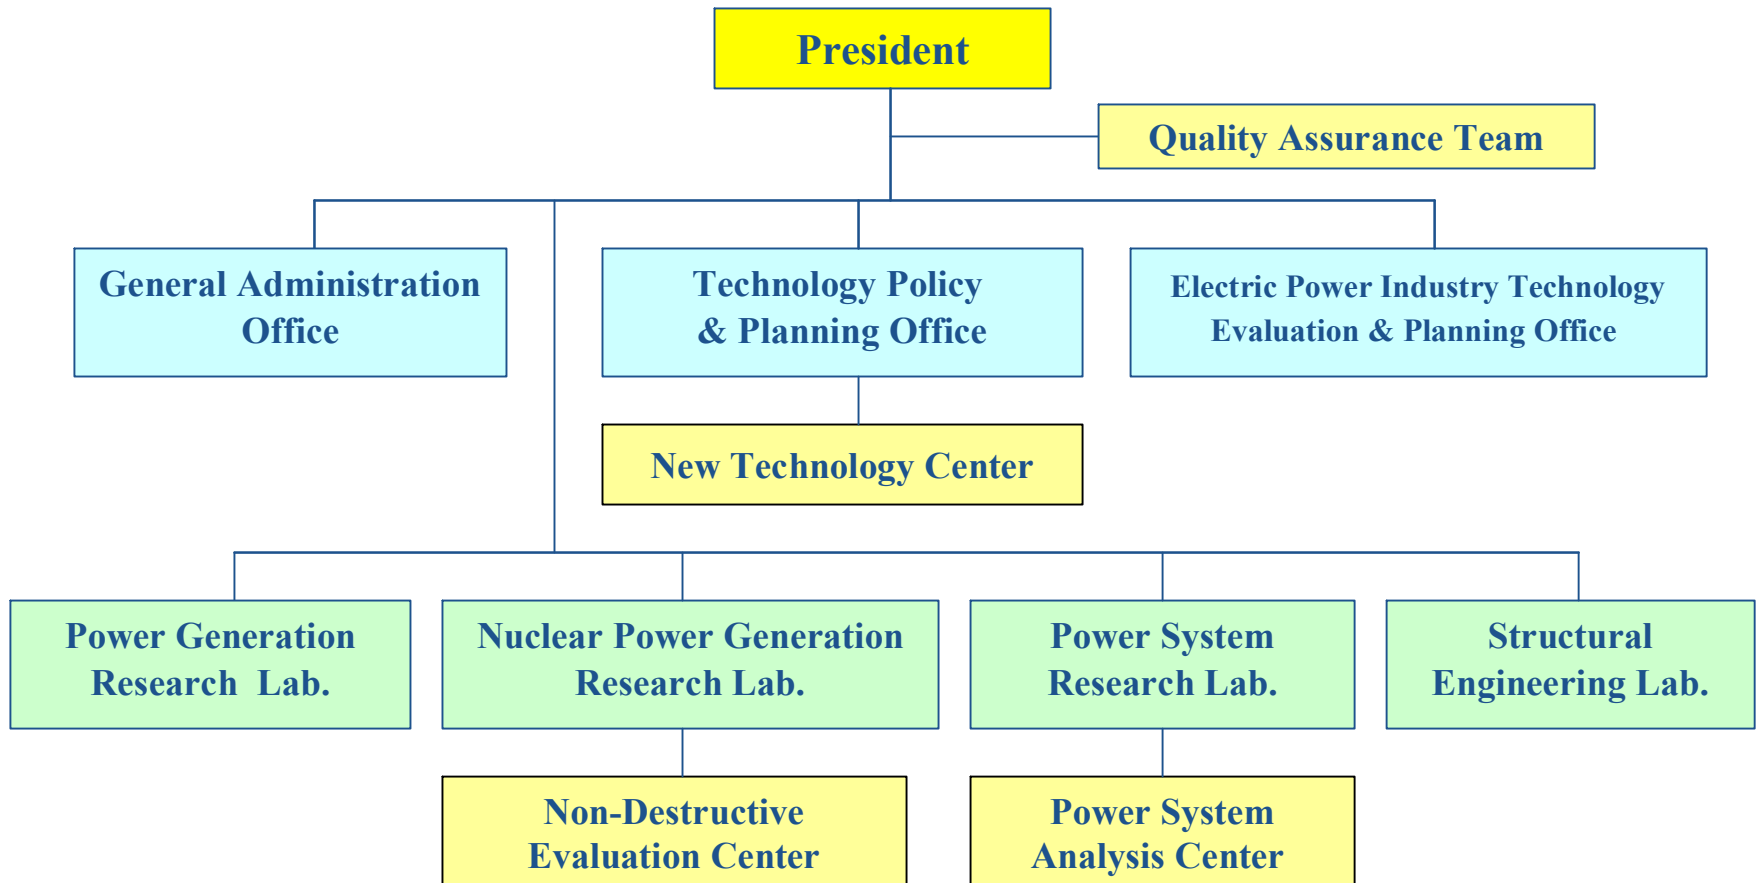 President
Quality Assurance Team
General Administration
Office
Technology Policy
& Planning Office
Electric Power Industry Technology
Evaluation & Planning Office
New Technology Center
Power Generation
Research Lab.
Nuclear Power Generation
Research Lab.
Power System
Research Lab.
Structural
Engineering Lab.
Non-Destructive
Evaluation Center
Power System
Analysis Center